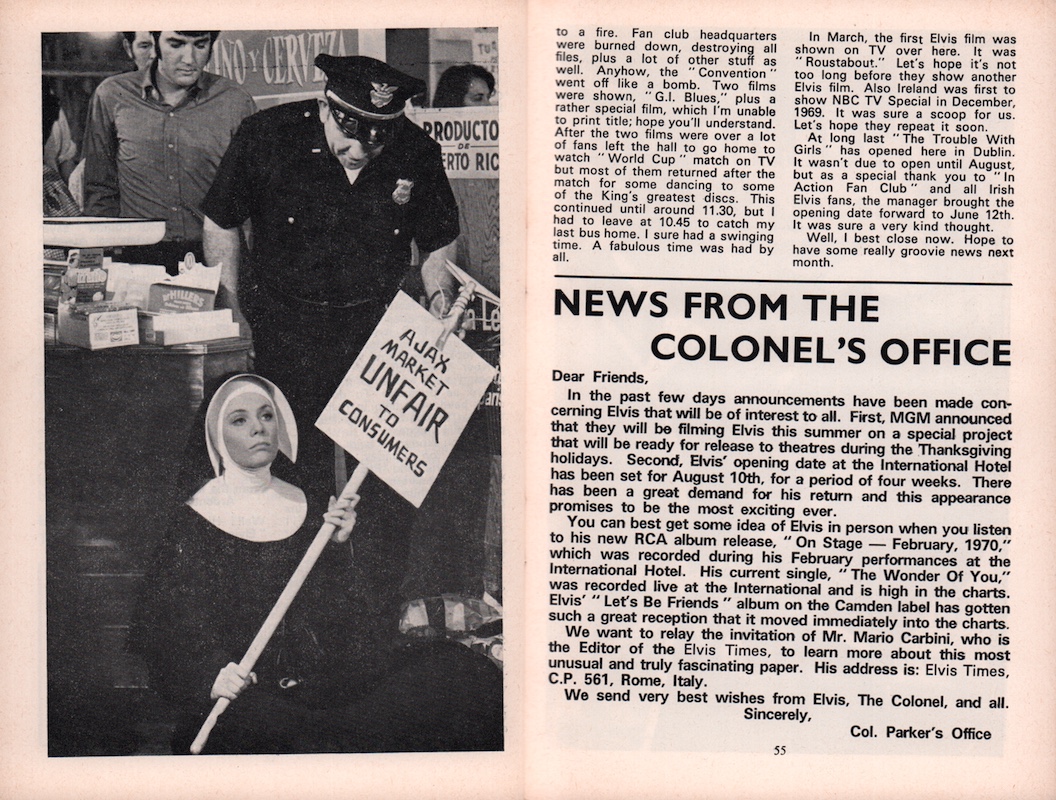 INO Y CERVEZA
PRODUCTO
DE
ERTO RIC
HILLERS
AJAX
MARKET
UNFAIR
TO
CONSUMERS
to a fire. Fan club headquarters
were burned down, destroying all
files, plus a lot of other stuff as
well. Anyhow, the "Convention"
went off like a bomb. Two films
were shown, "G.I. Blues," plus a
rather special film, which I'm unable
to print title; hope you'll understand.
After the two films were over a lot
of fans left the hall to go home to
watch "World Cup" match on TV
but most of them returned after the
match for some dancing to some
of the King's greatest discs. This
continued until around 11.30, but I
had to leave at 10.45 to catch my
last bus home. I sure had a swinging
time. A fabulous time was had by
all.
In March, the first Elvis film was
shown on TV over here. It was
"Roustabout." Let's hope it's not
too long before they show another
Elvis film. Also Ireland was first to
show NBC TV Special in December,
1969. It was sure a scoop for us.
Let's hope they repeat it soon.
At long last "The Trouble With
Girls" has opened here in Dublin.
It wasn't due to open until August,
but as a special thank you to "In
Action Fan Club" and all Irish
Elvis fans, the manager brought the
opening date forward to June 12th.
It was sure a very kind thought.
Well, I best close now. Hope to
have some really groovie news next
month.
NEWS FROM THE
COLONEL'S OFFICE
Dear Friends,
In the past few days announcements have been made con-
cerning Elvis that will be of interest to all. First, MGM announced
that they will be filming Elvis this summer on a special project
that will be ready for release to theatres during the Thanksgiving
holidays. Second, Elvis' opening date at the International Hotel
has been set for August 10th, for a period of four weeks. There
has been a great demand for his return and this appearance
promises to be the most exciting ever.
You can best get some idea of Elvis in person when you listen
to his new RCA album release, "On Stage — February, 1970,"
which was recorded during his February performances at the
International Hotel. His current single, "The Wonder Of You,"
was recorded live at the International and is high in the charts.
Elvis' "Let's Be Friends" album on the Camden label has gotten
such a great reception that it moved immediately into the charts.
We want to relay the invitation of Mr. Mario Carbini, who is
the Editor of the Elvis Times, to learn more about this most
unusual and truly fascinating paper. His address is: Elvis Times,
C.P. 561, Rome, Italy.
We send very best wishes from Elvis, The Colonel, and all.
Sincerely,
Col. Parker's Office
55